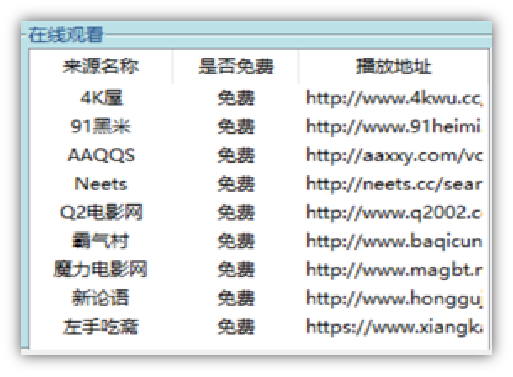 在线观看
来源名称 是否免费 播放地址
4K屋 免费 http://www.4kwu.cc,
91黑米 免费 http://www.91heimi.
AAQQS 免费 http://aaxxy.com/vc
Neets 免费 http://neets.cc/sear
Q2电影网 免费 http://www.q2002.c
霸气村 免费 http://www.baqicun
魔力电影网 免费 http://www.magbt.r
新论语 免费 http://www.hongguj
左手吃鸾 免费 https://www.xiangka